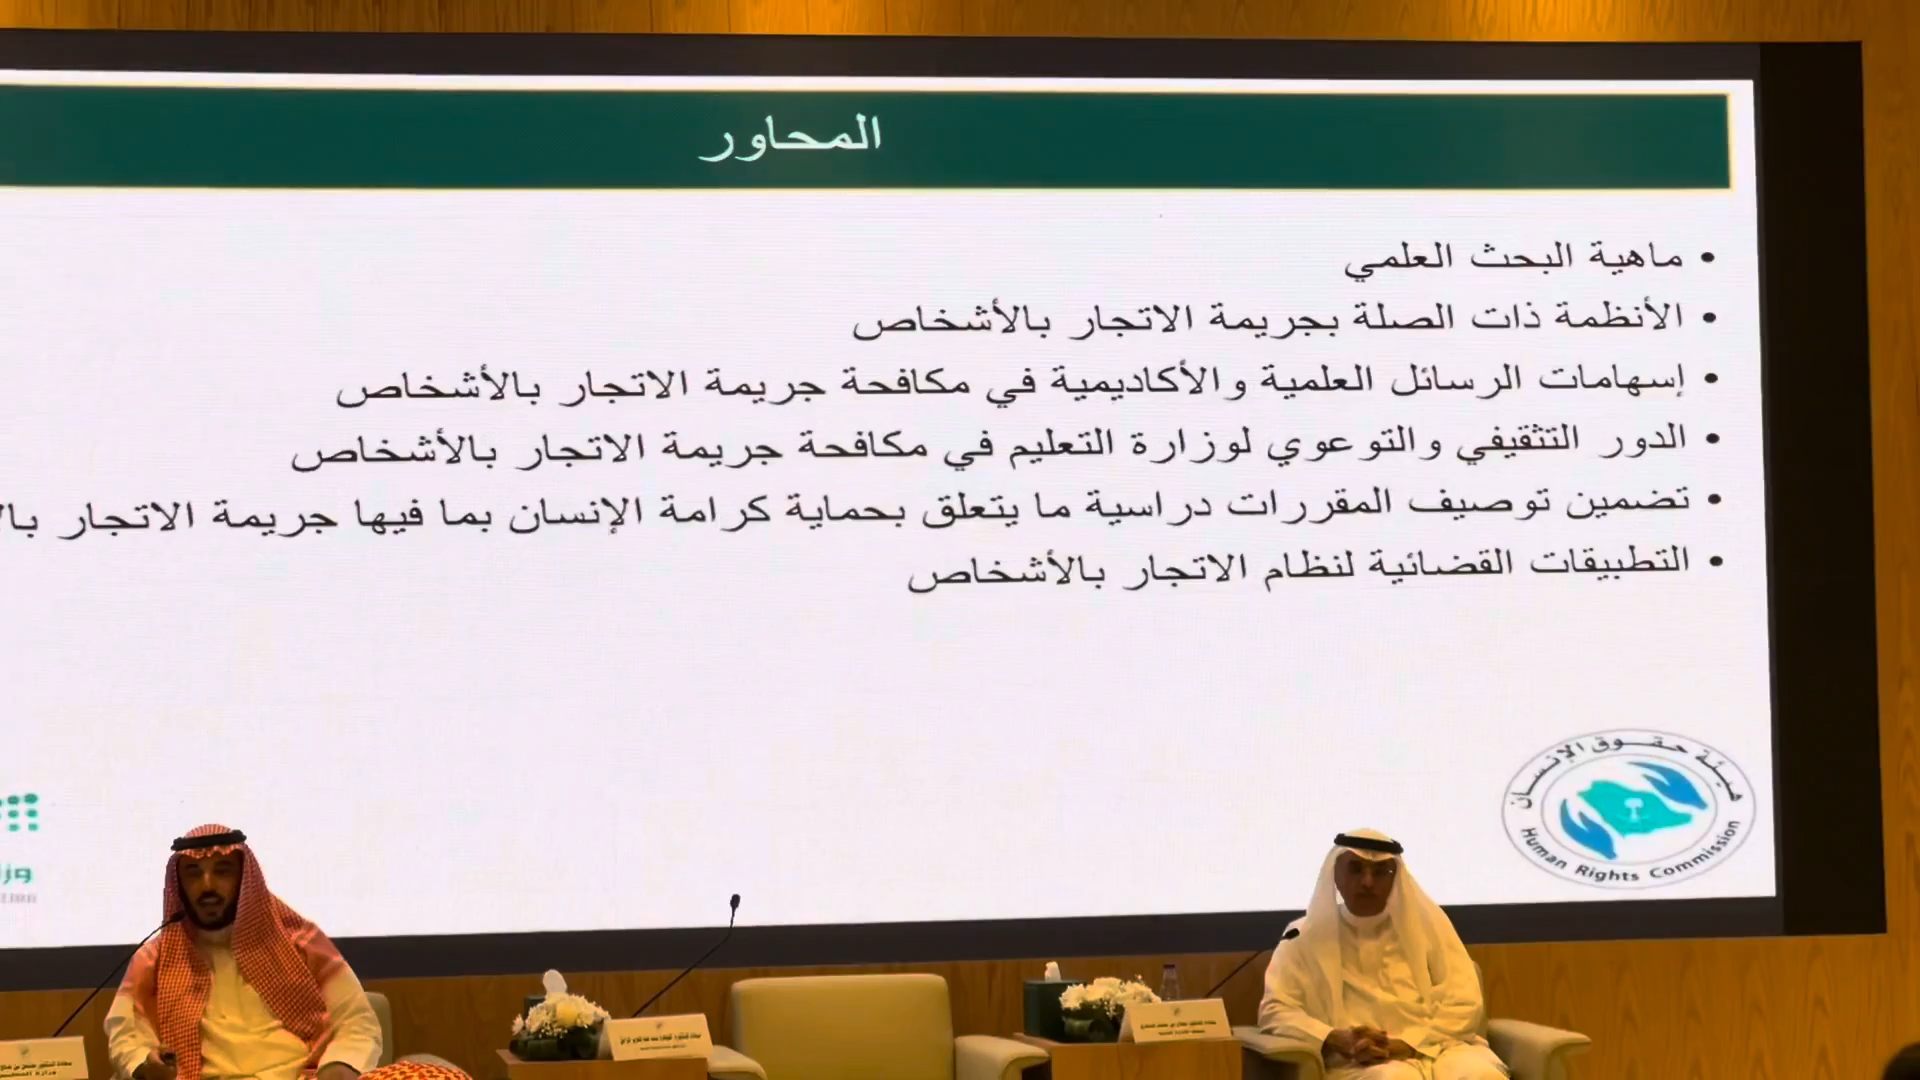 المحاور
• ماهية البحث العلمي
• الأنظمة ذات الصلة بجريمة الاتجار بالأشخاص
• إسهامات الرسائل العلمية والأكاديمية في مكافحة جريمة الاتجار بالأشخاص
• الدور التثقيفي والتوعوي لوزارة التعليم في مكافحة جريمة الاتجار بالأشخاص
• تضمين توصيف المقررات دراسية ما يتعلق بحماية كرامة الإنسان بما فيها جريمة الاتجار بالا
• التطبيقات القضائية لنظام الاتجار بالأشخاص
هيئة حقوق الإنسان
Human Rights Commission
وزا